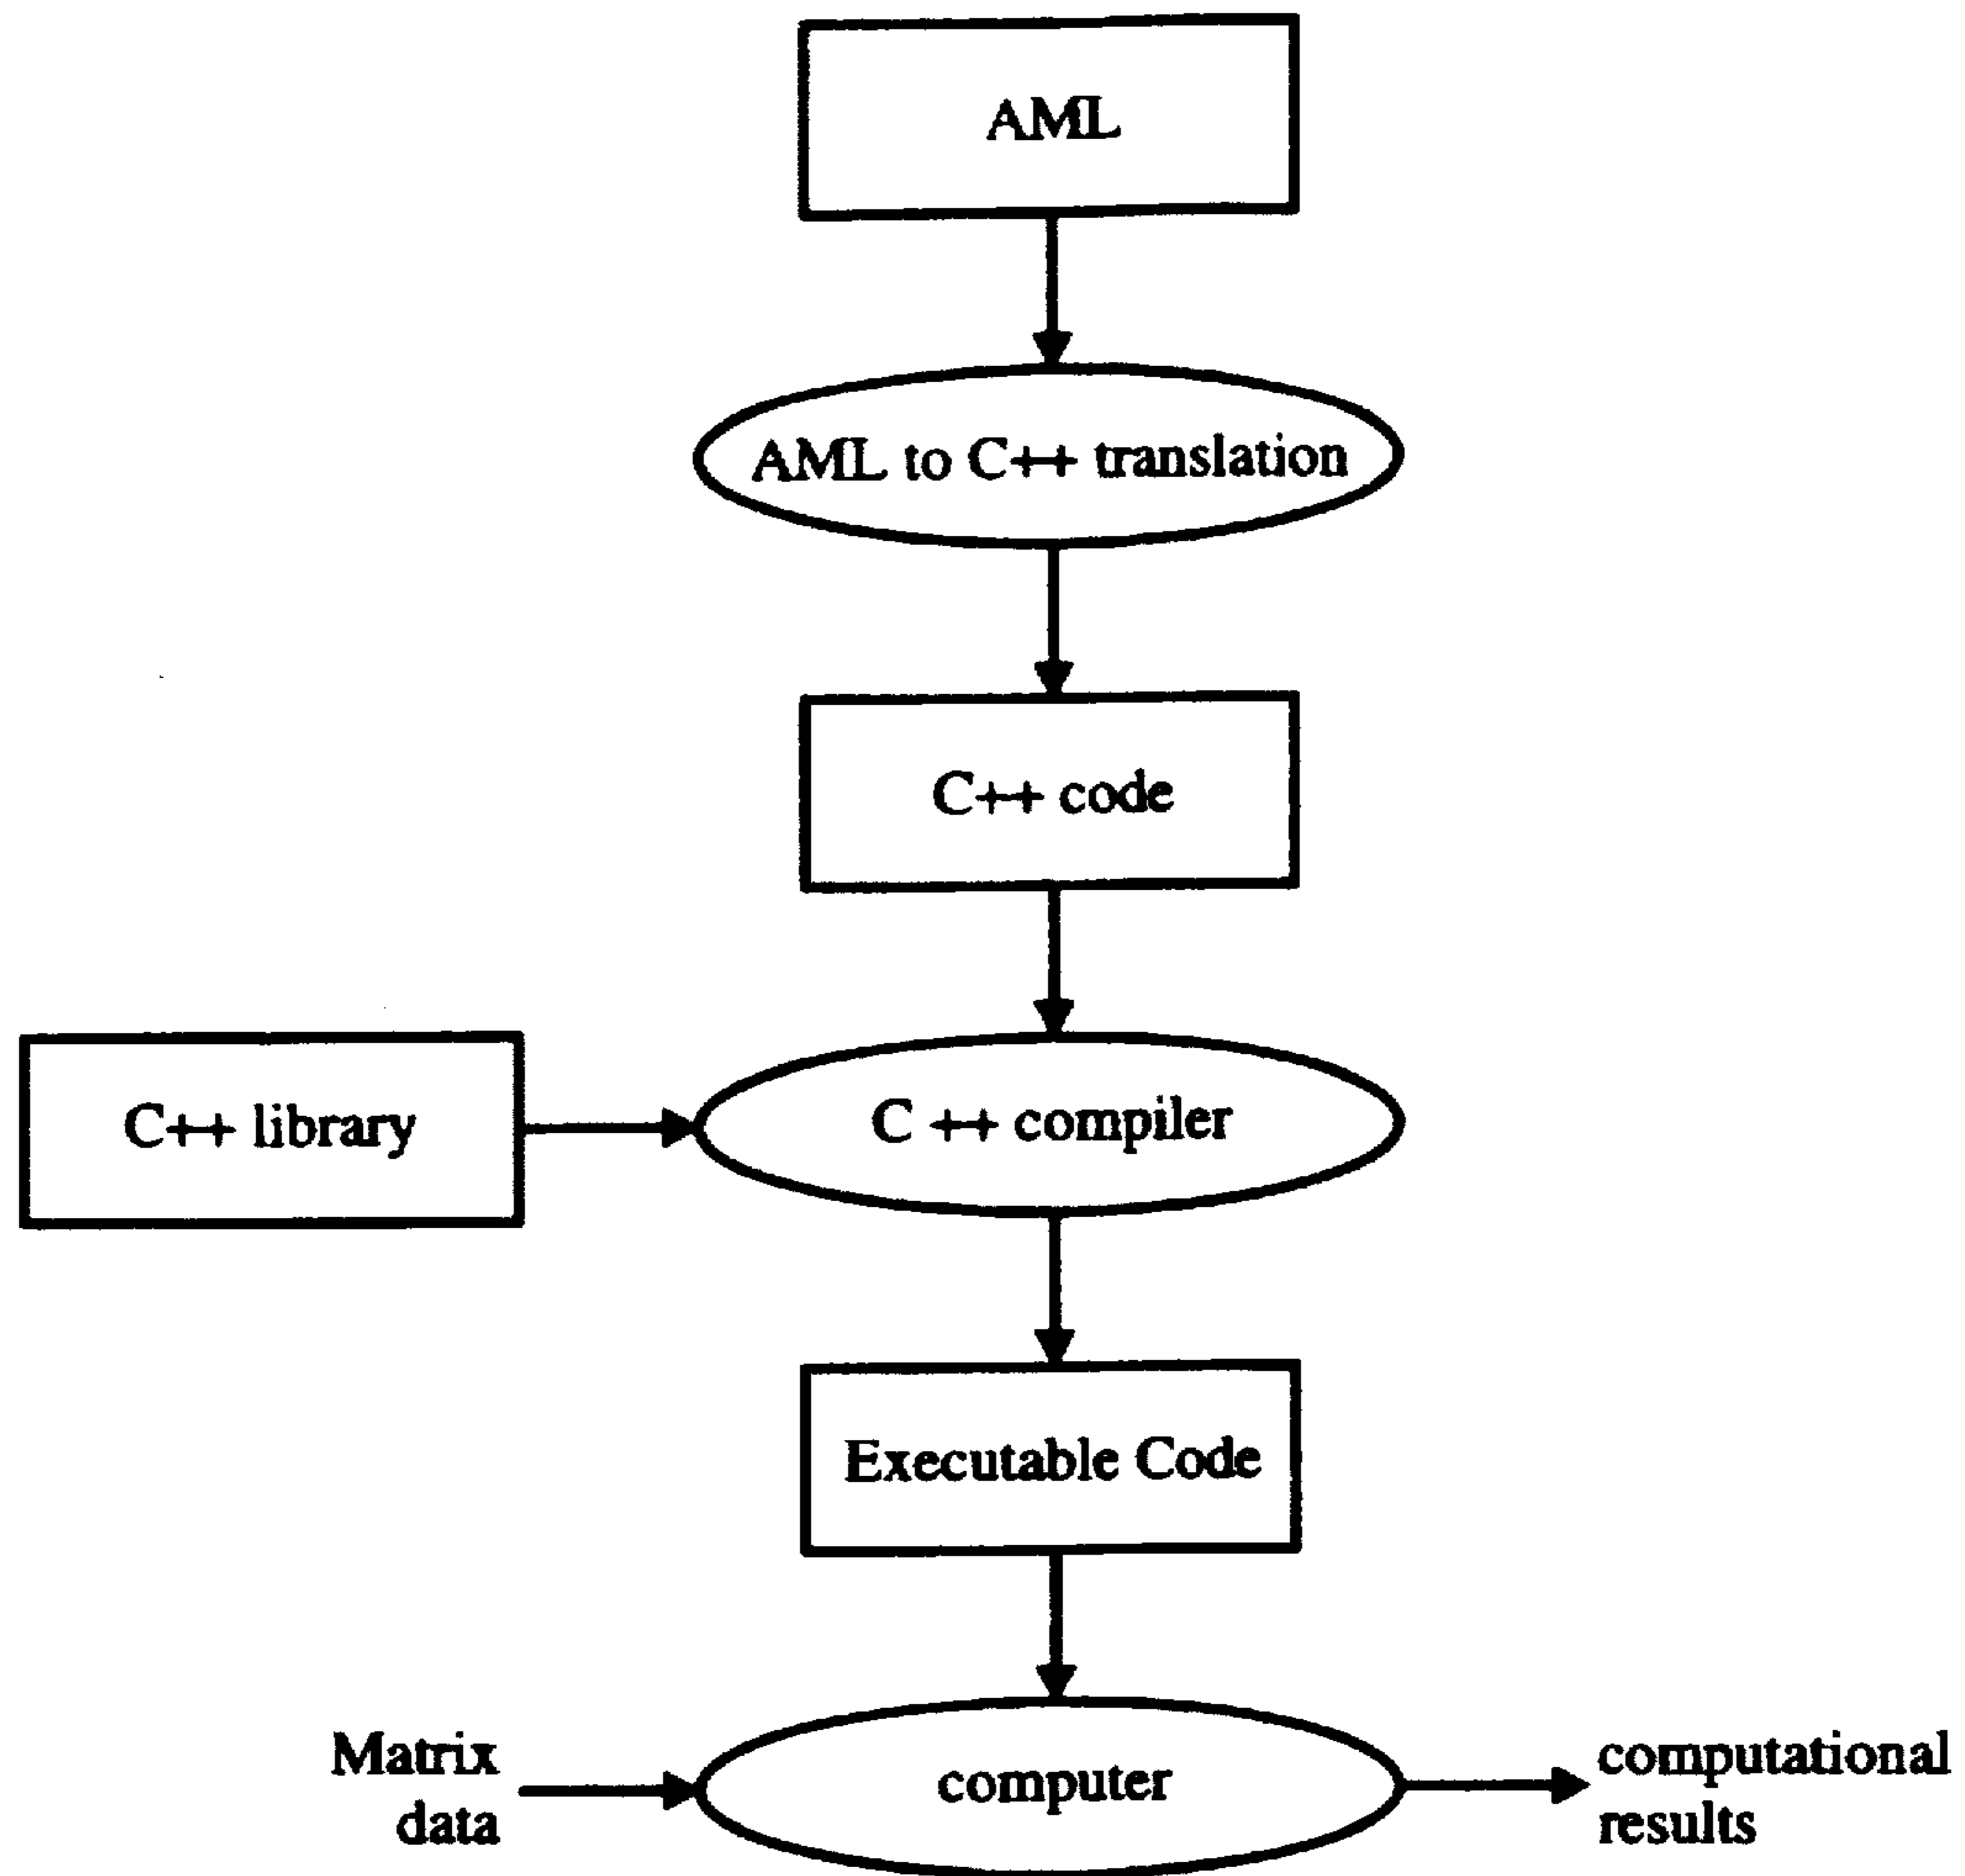 AML
AML to C++ translation
C++ code
C++ library
C ++ compiler
Executable Code
Matrix
data
computer
computational
results